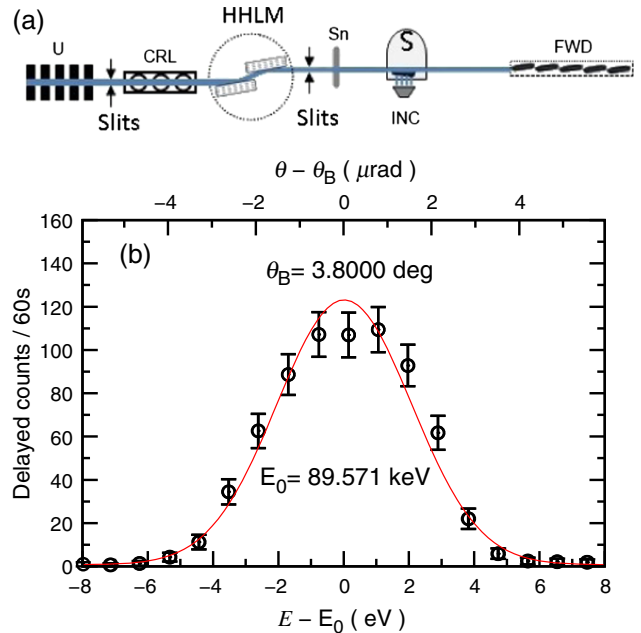 (a)
HHLM
U
CRL
Sn
S
FWD
Slits
Slits
INC
θ − θB ( μrad )
−4 −2 0 2 4
160
140
120
100
80
60
40
20
0
Delayed counts / 60s
(b)
θB= 3.8000 deg
E0= 89.571 keV
−8 −6 −4 −2 0 2 4 6 8
E − E0 ( eV )